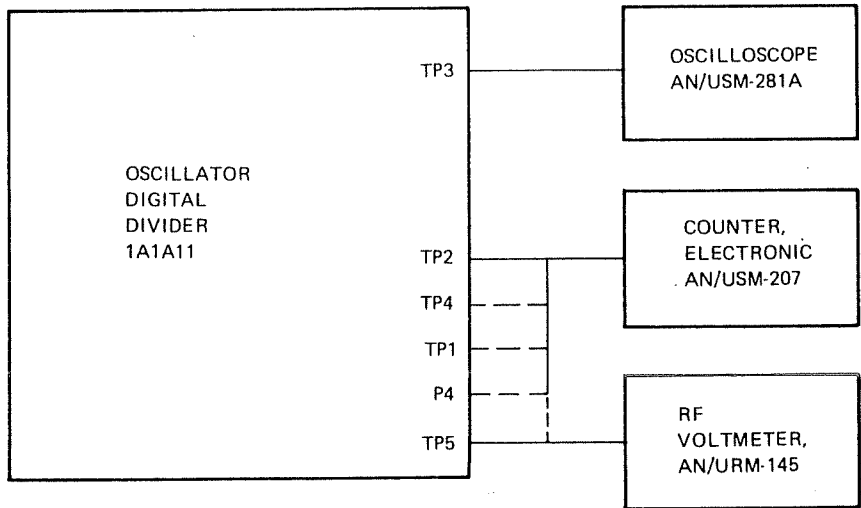 TP3
OSCILLOSCOPE
AN/USM-281A
OSCILLATOR
DIGITAL
DIVIDER
1A1A11
TP2
TP4
TP1
P4
TP5
COUNTER,
ELECTRONIC
AN/USM-207
RF
VOLTMETER,
AN/URM-145